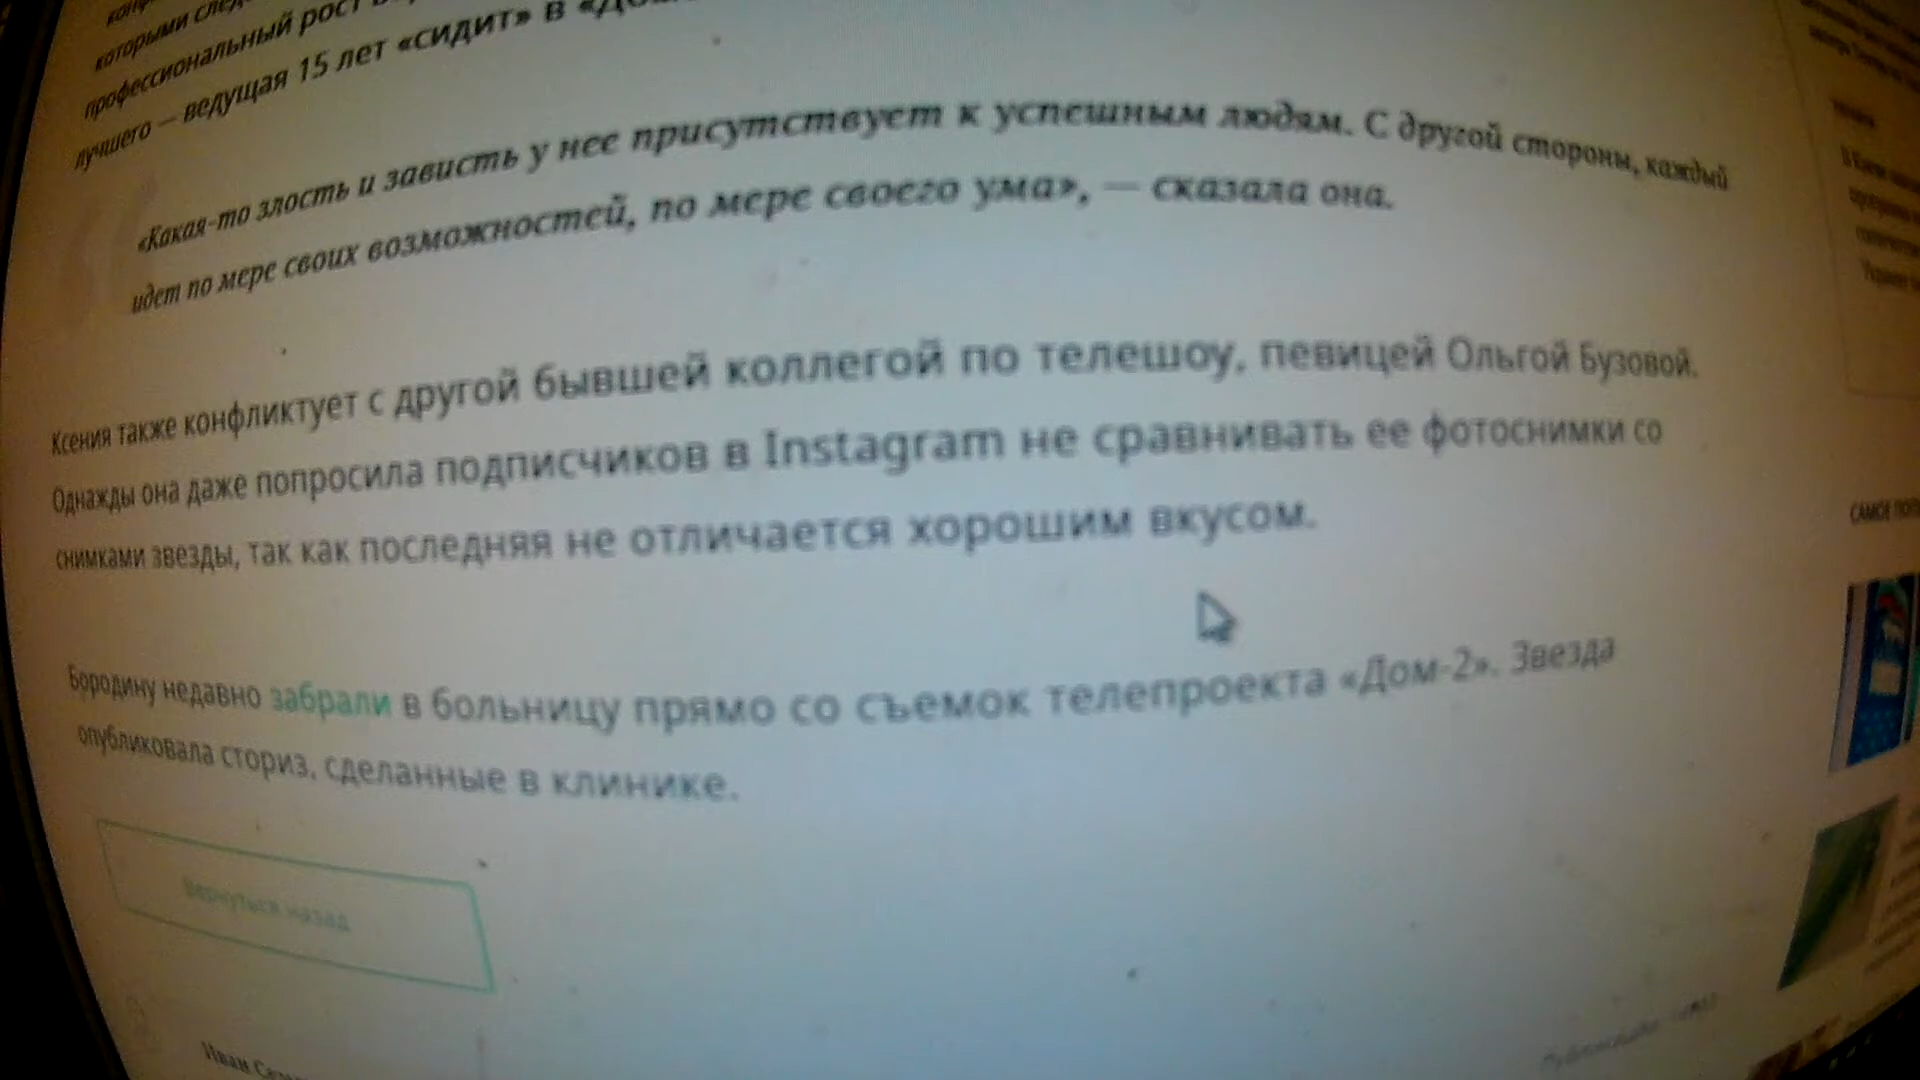 которыми
профессиональный рост
лучшего — ведущая 15 лет «сидит» в
«Какая-то злость и зависть у нее присутствует к успешным людям. С другой стороны, каждый
идет по мере своих возможностей, по мере своего ума», — сказала она.
Ксения также конфликтует с другой бывшей коллегой по телешоу, певицей Ольгой Бузовой.
Однажды она даже попросила подписчиков в Instagram не сравнивать ее фотоснимки со
снимками звезды, так как последняя не отличается хорошим вкусом.
Бородину недавно забрали в больницу прямо со съемок телепроекта «Дом-2». Звезда
опубликовала сториз, сделанные в клинике.
Вернуться назад
Иван
САМОЕ